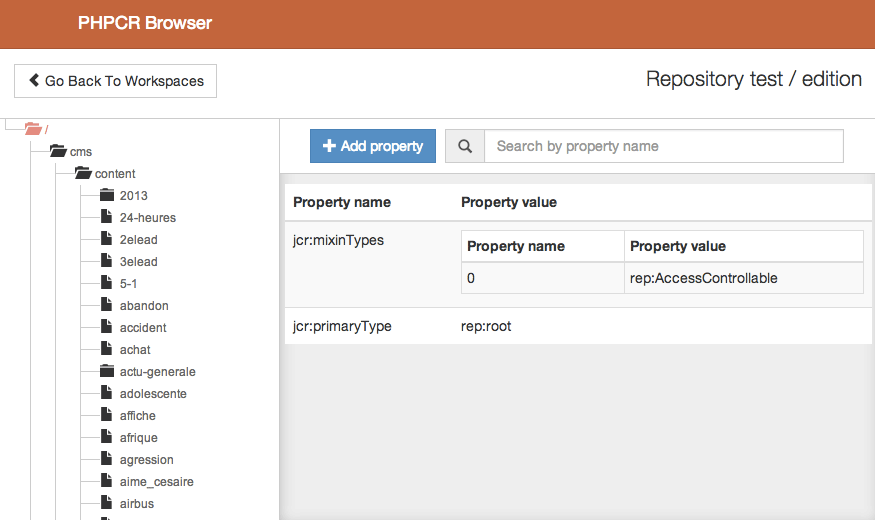 PHPCR Browser
Go Back To Workspaces
Repository test / edition
/
cms
content
2013
24-heures
2elead
3elead
5-1
abandon
accident
achat
actu-generale
adolescente
affiche
afrique
agression
aime_cesaire
airbus
Add property
Search by property name
Property name Property value
jcr:mixinTypes
Property name Property value
0 rep:AccessControllable
jcr:primaryType rep:root